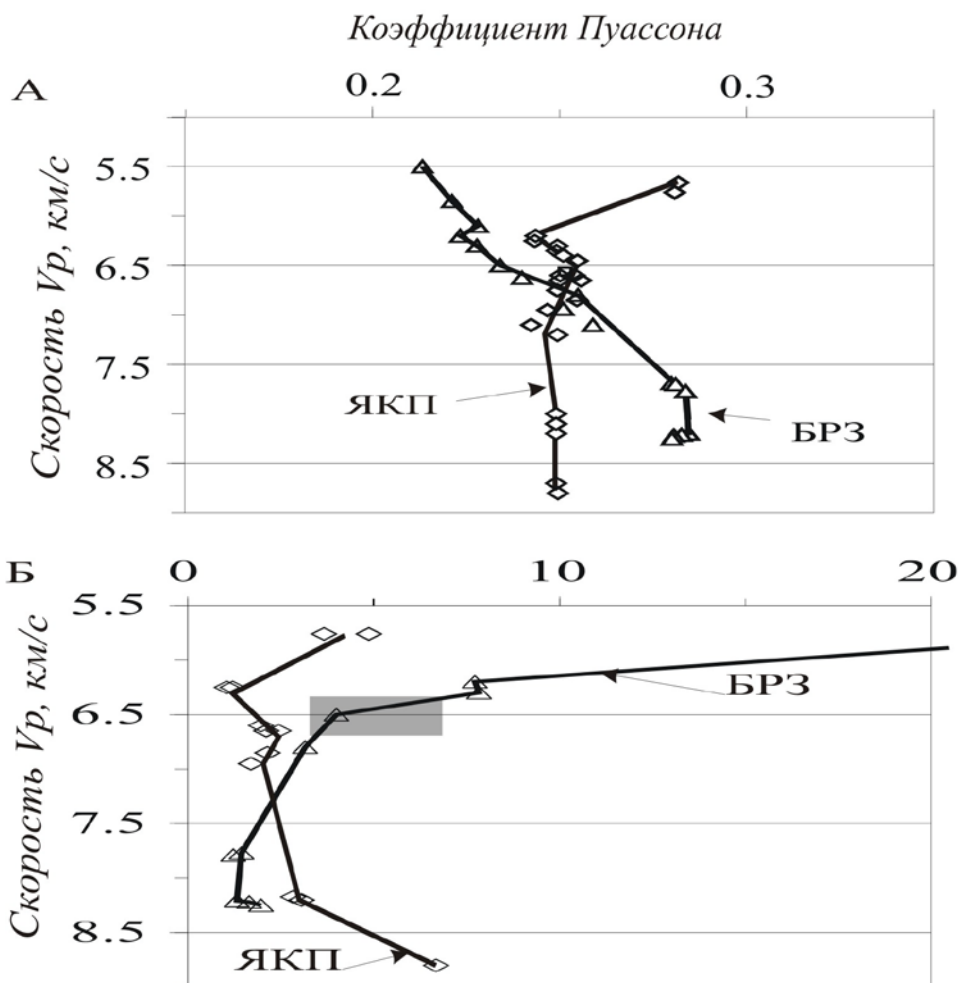 Коэффициент Пуассона
А
0.2
0.3
Скорость Vp, км/с
5.5
6.5
7.5
8.5
ЯКП
БРЗ
Б
0
10
20
Скорость Vp, км/с
5.5
6.5
7.5
8.5
БРЗ
ЯКП